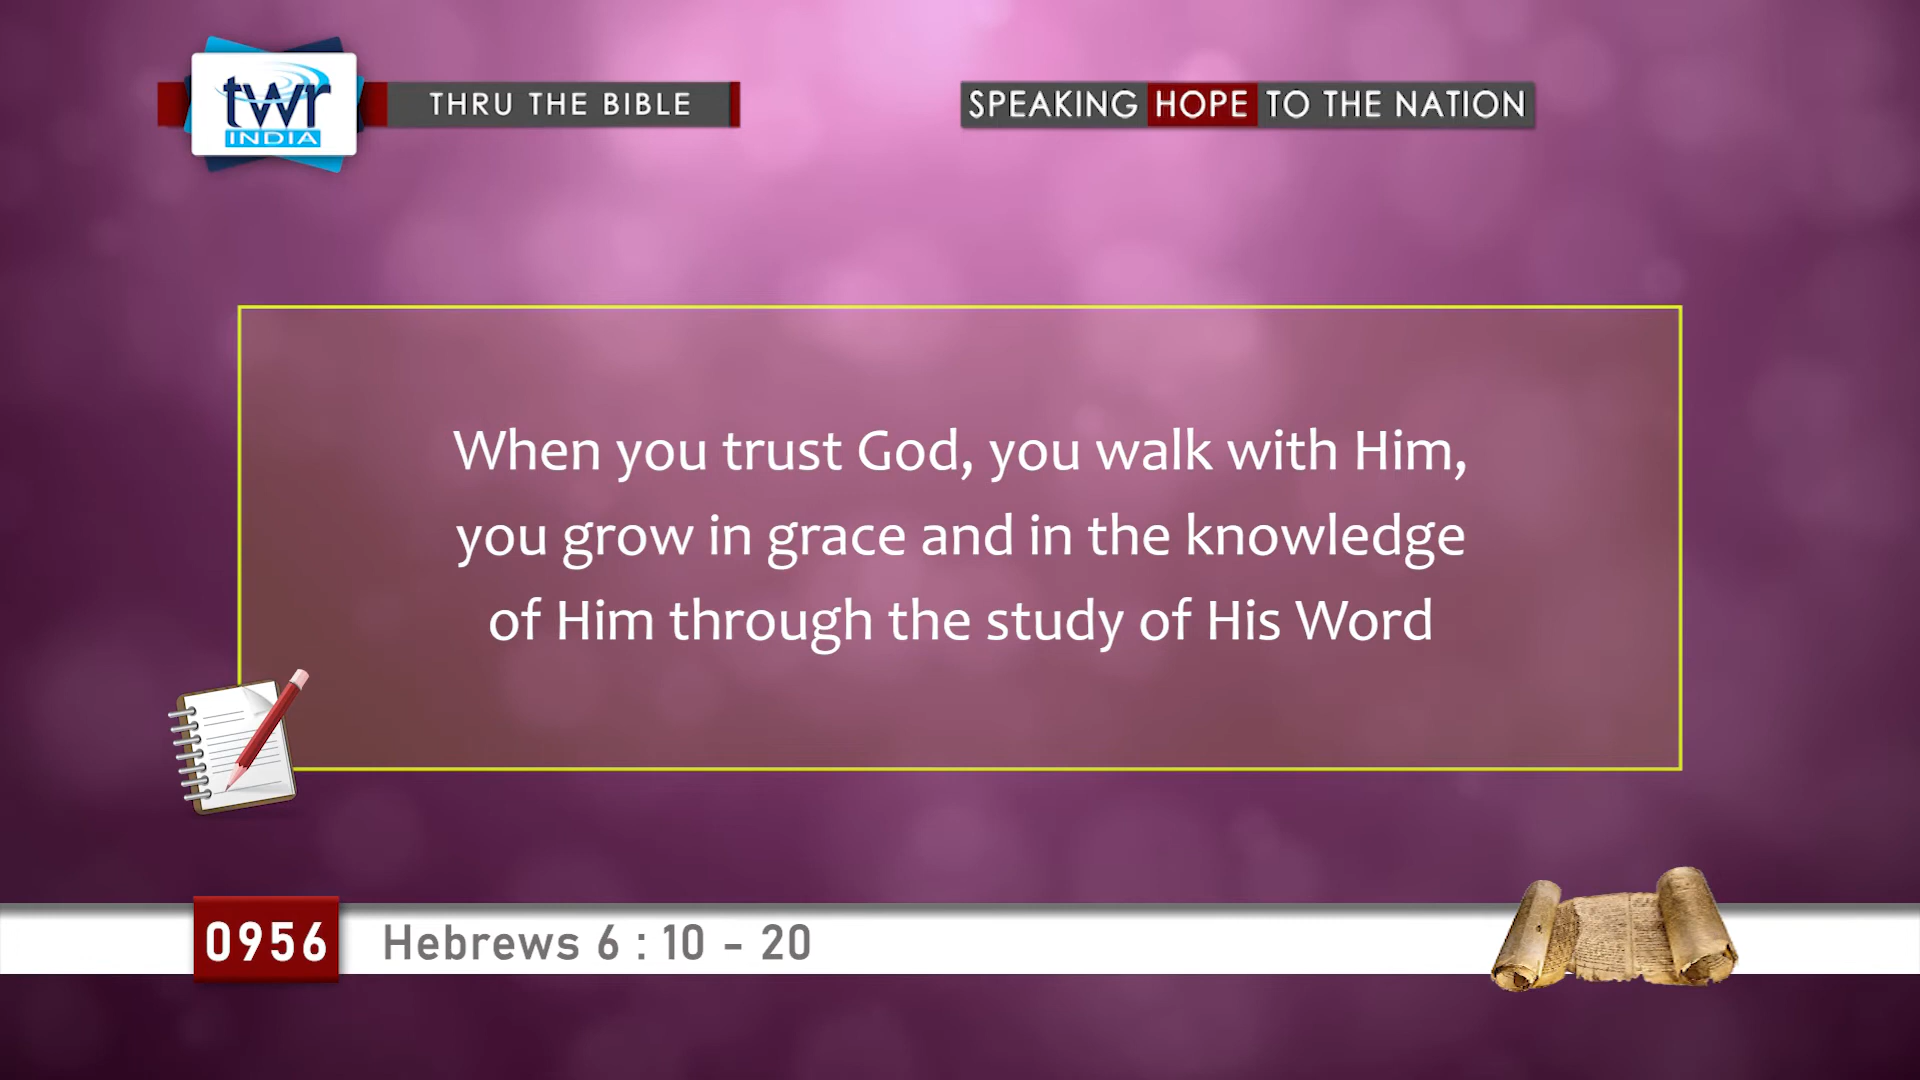 twr
INDIA
THRU THE BIBLE
SPEAKING HOPE TO THE NATION
When you trust God, you walk with Him,
you grow in grace and in the knowledge
of Him through the study of His Word
0956
Hebrews 6 : 10 - 20